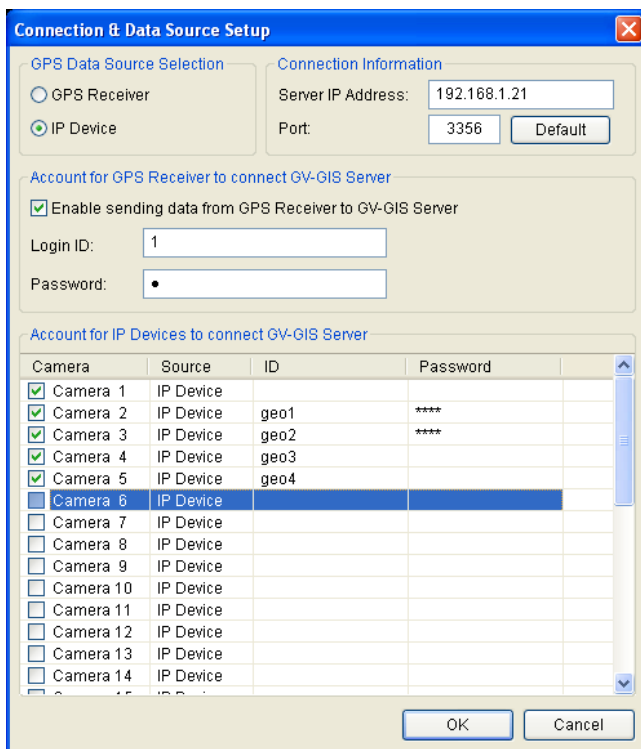 Connection & Data Source Setup
GPS Data Source Selection
GPS Receiver
IP Device
Connection Information
Server IP Address: 192.168.1.21
Port: 3356 Default
Account for GPS Receiver to connect GV-GIS Server
Enable sending data from GPS Receiver to GV-GIS Server
Login ID: 1
Password: ●
Account for IP Devices to connect GV-GIS Server
Camera Source ID Password
Camera 1 IP Device
Camera 2 IP Device geo1 ****
Camera 3 IP Device geo2 ****
Camera 4 IP Device geo3
Camera 5 IP Device geo4
Camera 6 IP Device
Camera 7 IP Device
Camera 8 IP Device
Camera 9 IP Device
Camera 10 IP Device
Camera 11 IP Device
Camera 12 IP Device
Camera 13 IP Device
Camera 14 IP Device
OK Cancel